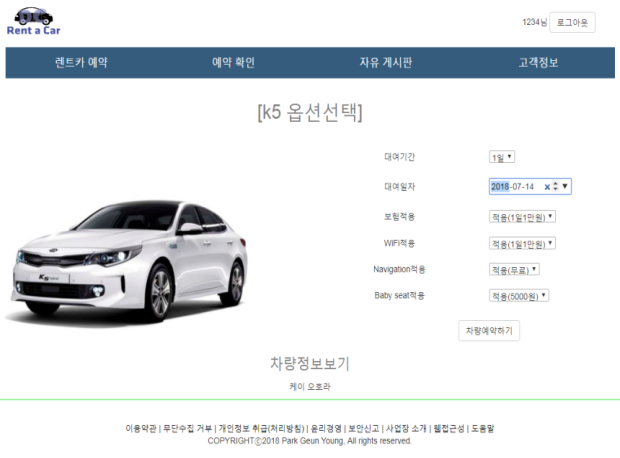 Rent a Car
1234님 로그아웃
렌트카 예약 예약 확인 자유 게시판 고객정보
[k5 옵션선택]
대여기간 1일
대여일자 2018-07-14
보험적용 적용(1일1만원)
WiFi적용 적용(1일1만원)
Navigation적용 적용(무료)
Baby seat적용 적용(5000원)
차량예약하기
차량정보보기
케이 오호라
이용약관 | 무단수집 거부 | 개인정보 취급(처리방침) | 윤리경영 | 보안신고 | 사업장 소개 | 웹접근성 | 도움말
COPYRIGHTⓒ2018 Park Geun Young, All rights reserved.